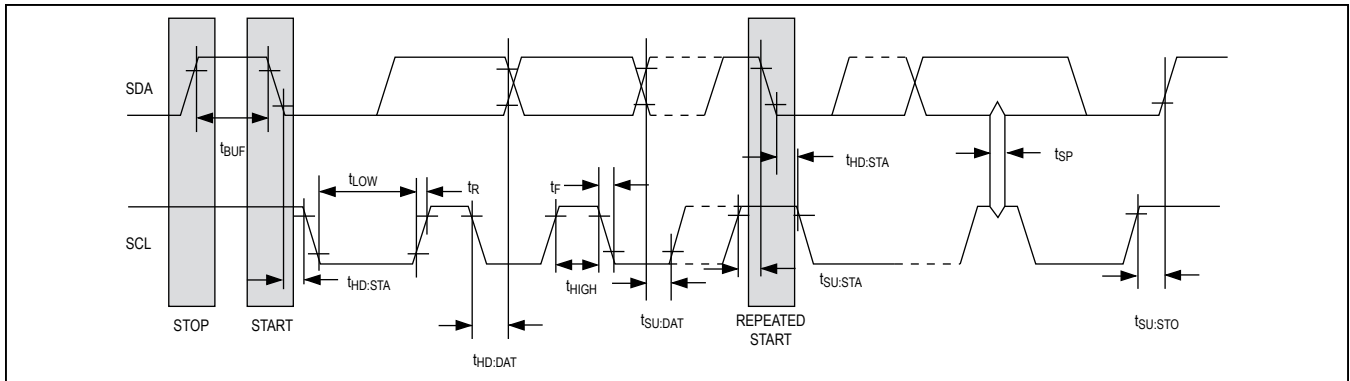 SDA
tBUF
tLOW
tR
tF
tHD:STA
tSP
SCL
tHD:STA
tHIGH
tSU:DAT
tSU:STA
tSU:STO
STOP
START
REPEATED
START
tHD:DAT